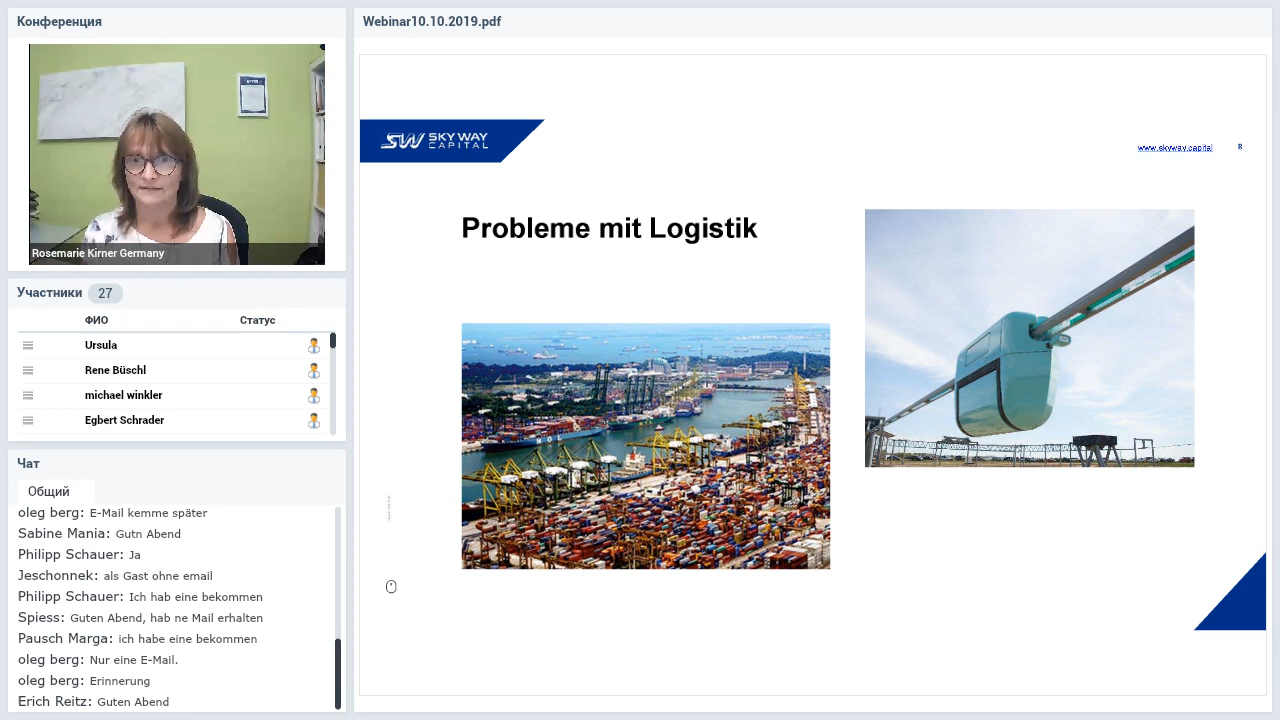 Конференция
Rosemarie Kirner Germany
Участники 27
ФИО Статус
Ursula
Rene Büschl
michael winkler
Egbert Schrader
Чат
Общий
oleg berg: E-Mail kemme später
Sabine Mania: Gutn Abend
Philipp Schauer: Ja
Jeschonnek: als Gast ohne email
Philipp Schauer: Ich hab eine bekommen
Spiess: Guten Abend, hab ne Mail erhalten
Pausch Marga: ich habe eine bekommen
oleg berg: Nur eine E-Mail.
oleg berg: Erinnerung
Erich Reitz: Guten Abend
Webinar10.10.2019.pdf
SW SKY WAY
CAPITAL
www.skyway.capital 8
Probleme mit Logistik